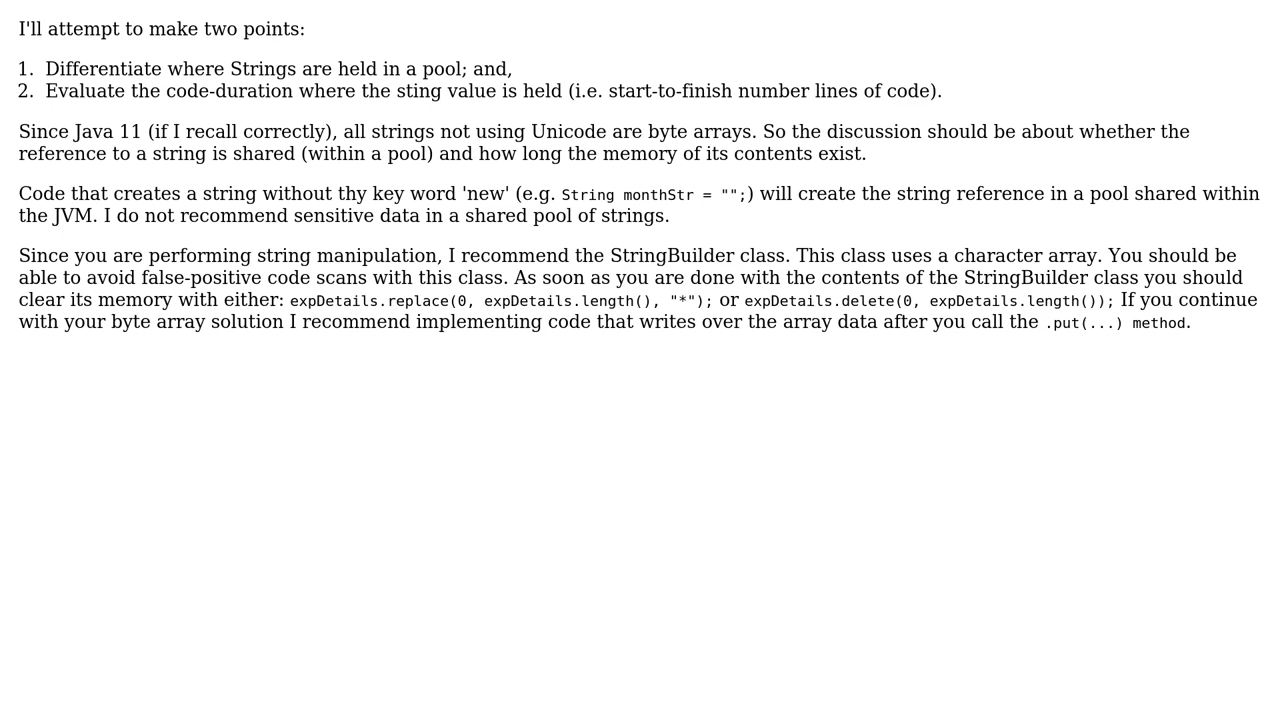 I'll attempt to make two points:
1. Differentiate where Strings are held in a pool; and,
2. Evaluate the code-duration where the sting value is held (i.e. start-to-finish number lines of code).
Since Java 11 (if I recall correctly), all strings not using Unicode are byte arrays. So the discussion should be about whether the
reference to a string is shared (within a pool) and how long the memory of its contents exist.
Code that creates a string without thy key word 'new' (e.g. String monthStr = "";) will create the string reference in a pool shared within
the JVM. I do not recommend sensitive data in a shared pool of strings.
Since you are performing string manipulation, I recommend the StringBuilder class. This class uses a character array. You should be
able to avoid false-positive code scans with this class. As soon as you are done with the contents of the StringBuilder class you should
clear its memory with either: expDetails.replace(0, expDetails.length(), "*"); or expDetails.delete(0, expDetails.length()); If you continue
with your byte array solution I recommend implementing code that writes over the array data after you call the .put(...) method.